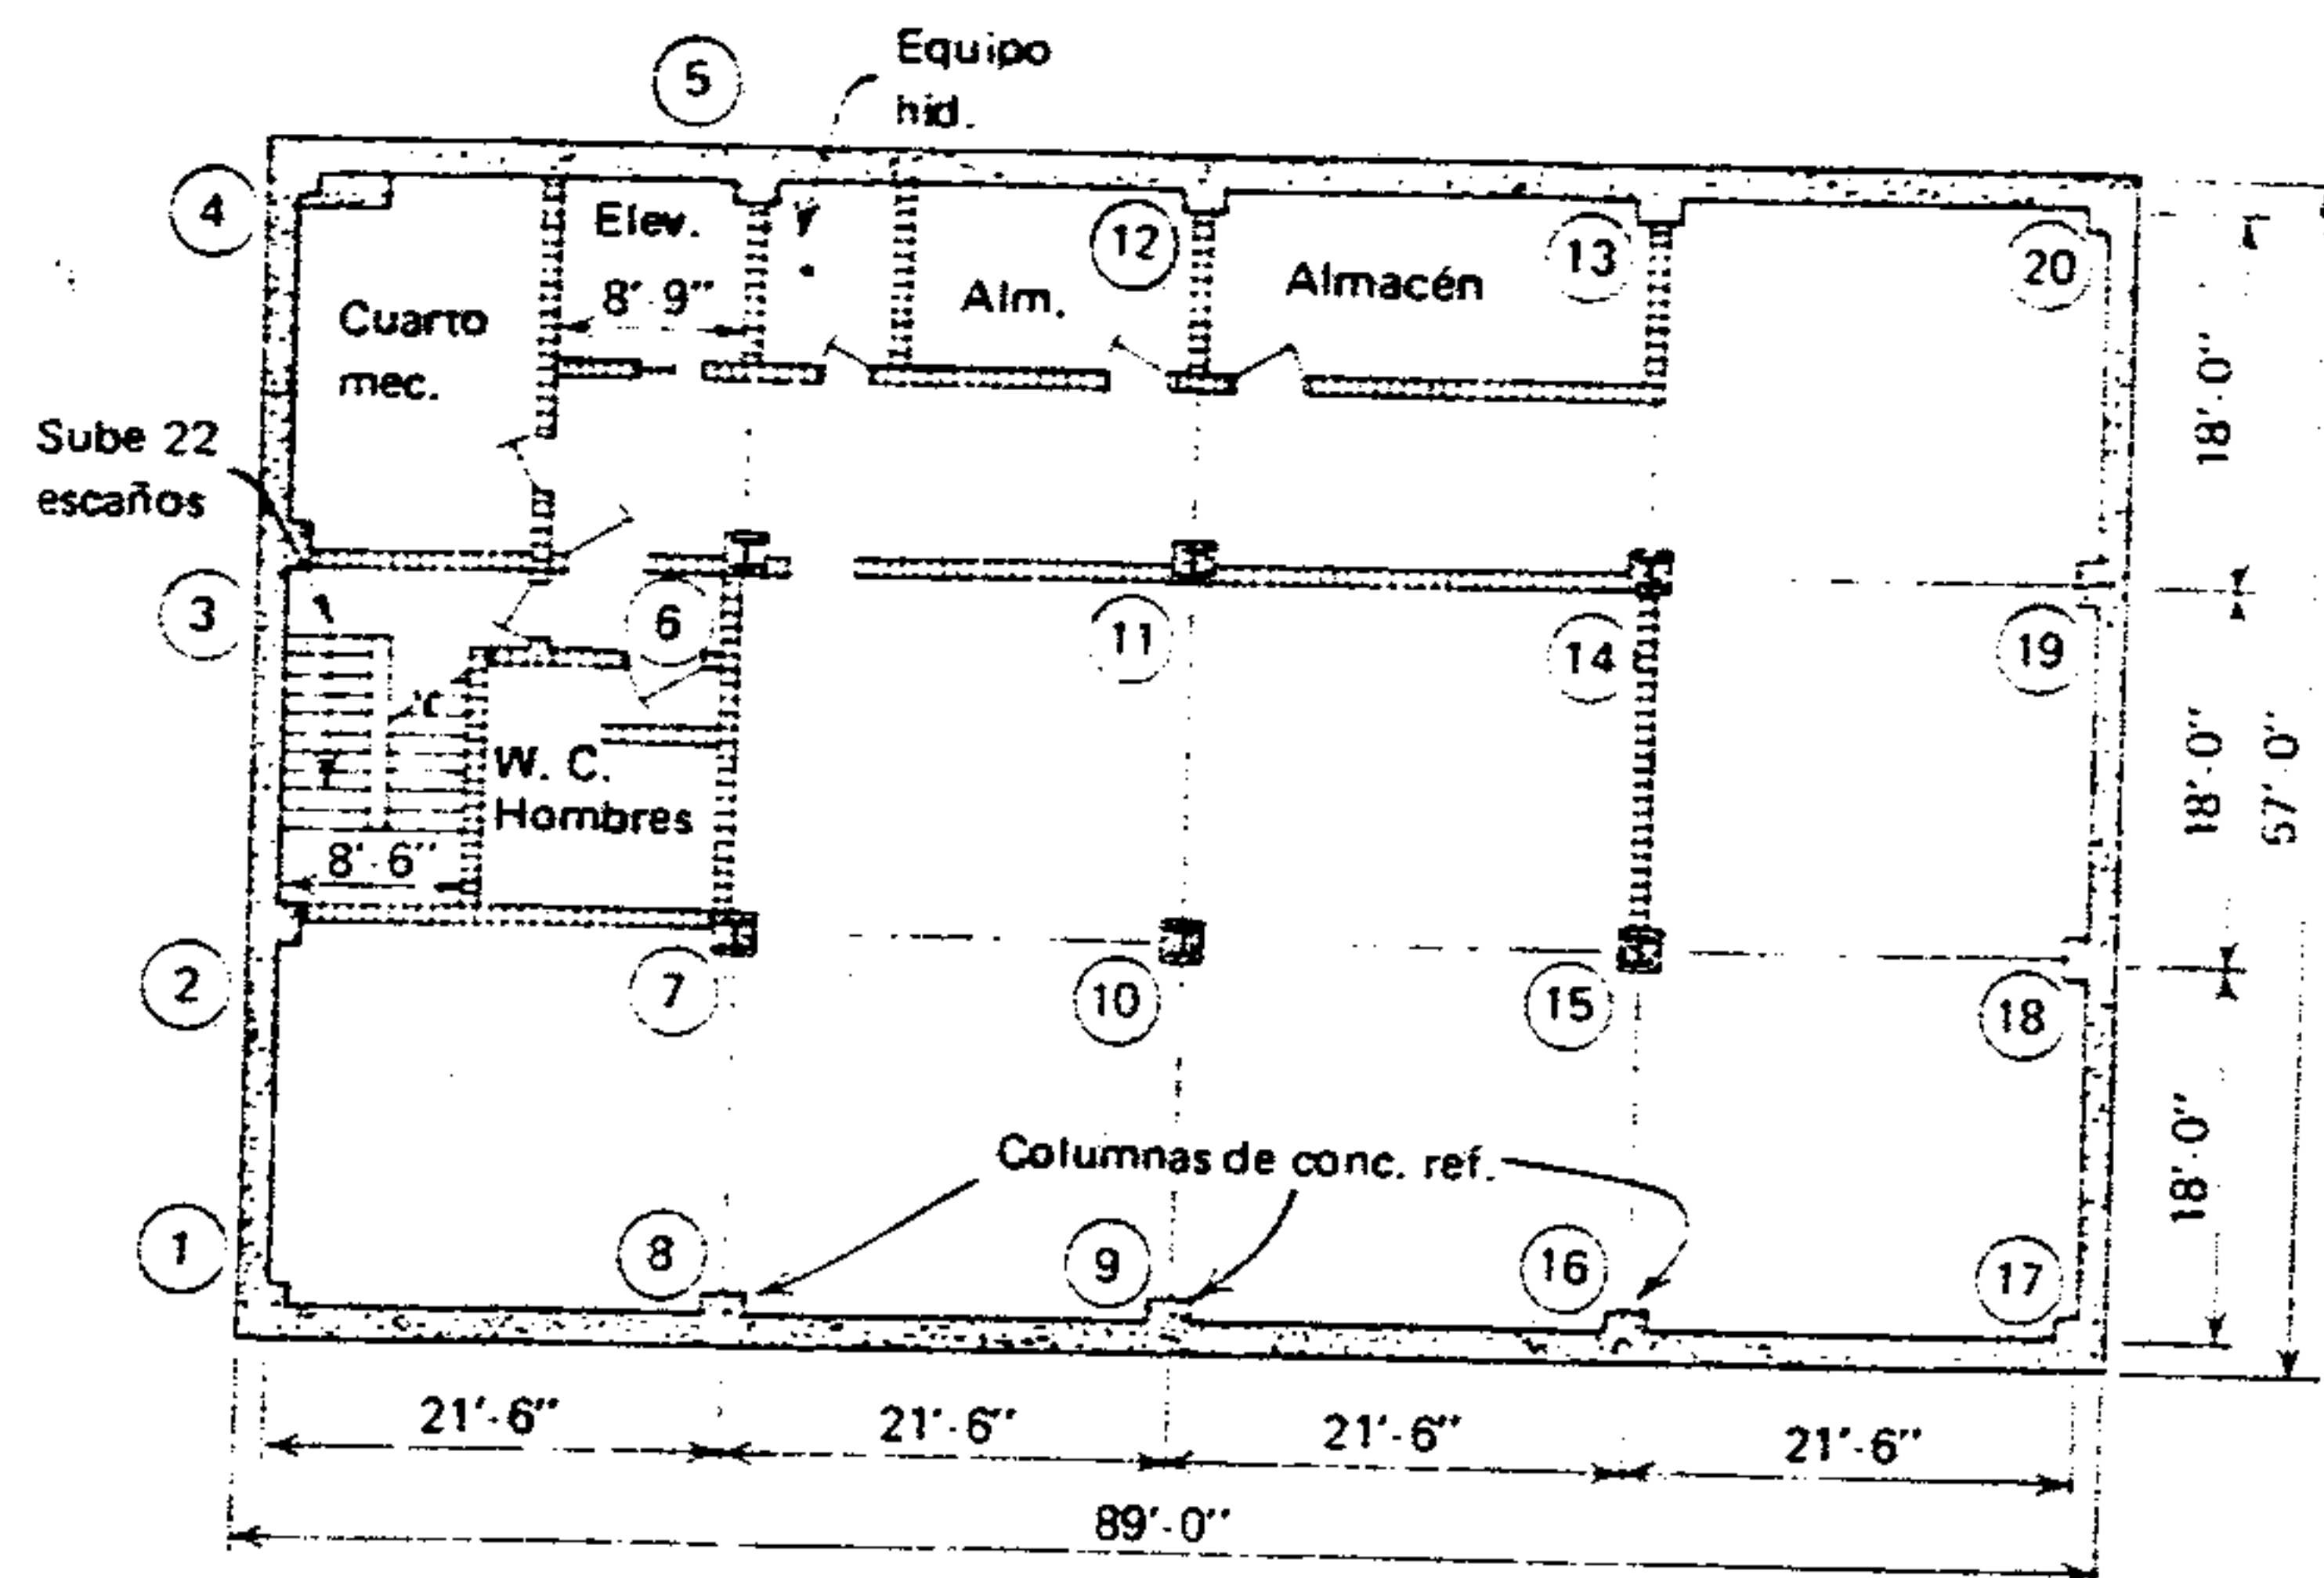 5
Equipo
hid.
4
Elev.
12
Almacén
13
20
Cuarto
mec.
8'-9"
Alm.
18'-0"
Sube 22
escaños
3
6
11
14
19
W. C.
Hombres
18'-0"
57'-0"
8'-6"
2
7
10
15
18
Columnas de conc. ref.
18'-0"
1
8
9
16
17
21'-6"
21'-6"
21'-6"
21'-6"
89'-0"